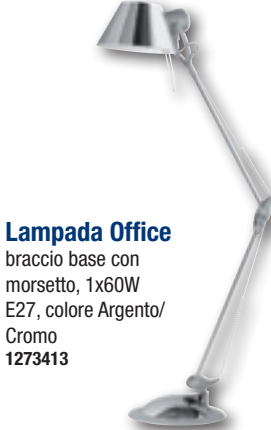 Lampada Office
braccio base con
morsetto, 1x60W
E27, colore Argento/
Cromo
1273413